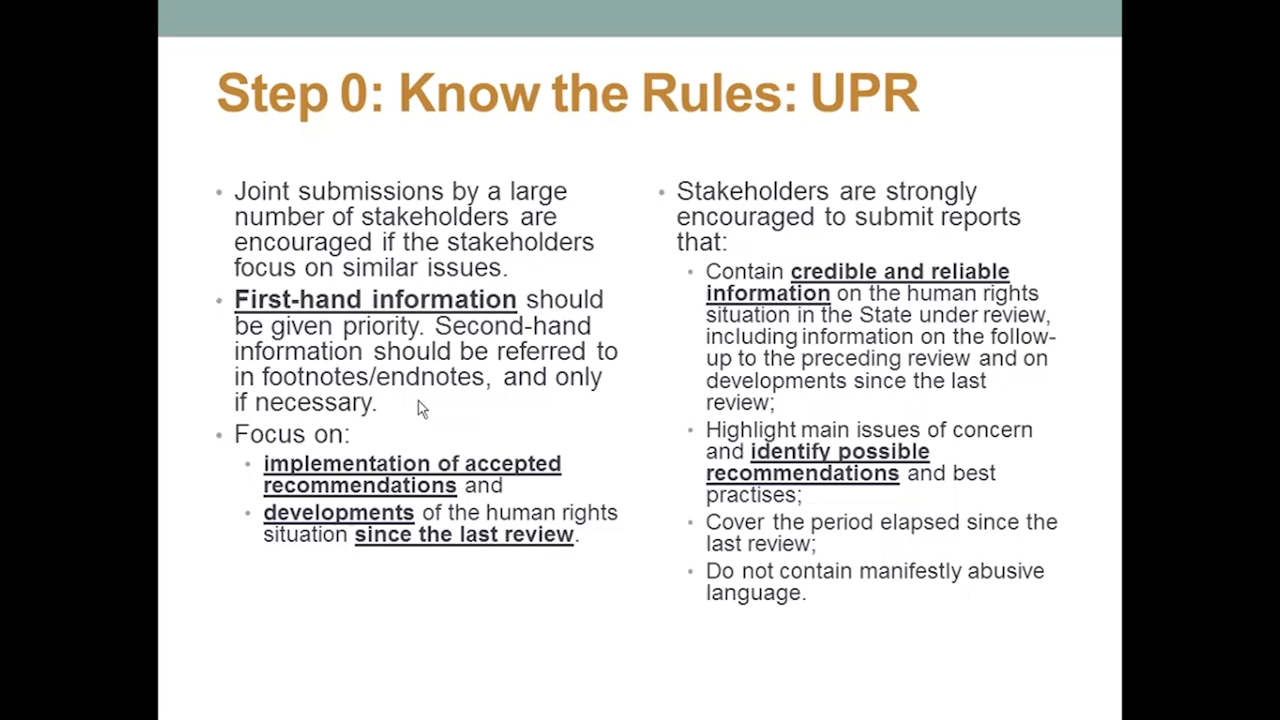 Step 0: Know the Rules: UPR
• Joint submissions by a large
number of stakeholders are
encouraged if the stakeholders
focus on similar issues.
• First-hand information should
be given priority. Second-hand
information should be referred to
in footnotes/endnotes, and only
if necessary.
• Focus on:
• implementation of accepted
recommendations and
• developments of the human rights
situation since the last review.
• Stakeholders are strongly
encouraged to submit reports
that:
• Contain credible and reliable
information on the human rights
situation in the State under review,
including information on the follow-
up to the preceding review and on
developments since the last
review;
• Highlight main issues of concern
and identify possible
recommendations and best
practises;
• Cover the period elapsed since the
last review;
• Do not contain manifestly abusive
language.